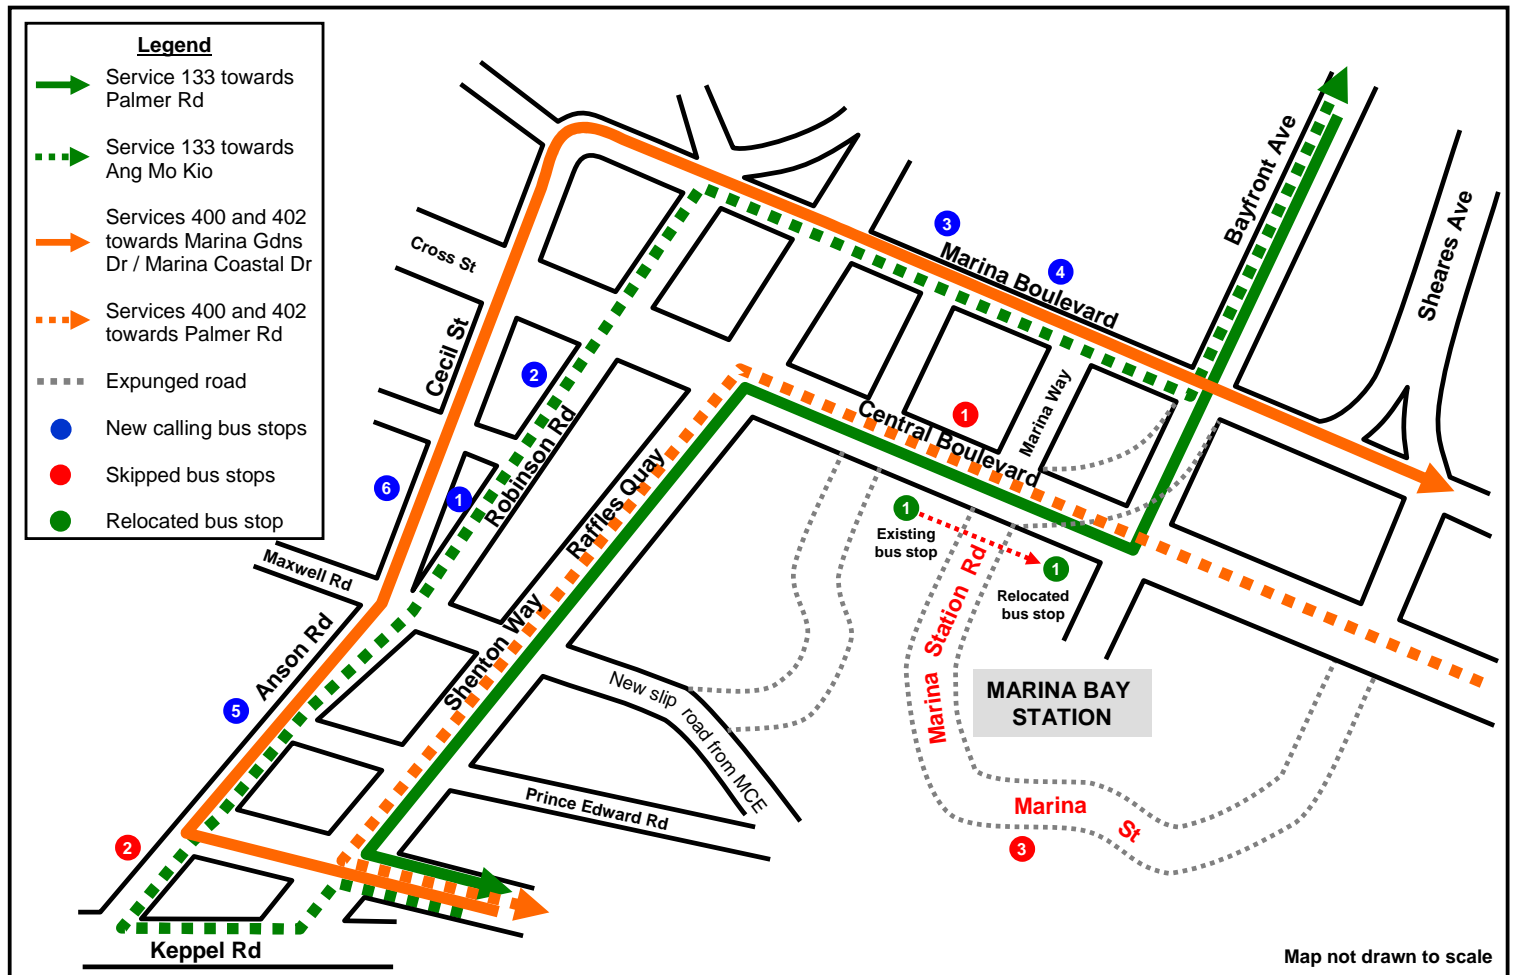 Legend
Service 133 towards
Palmer Rd
Service 133 towards
Ang Mo Kio
Services 400 and 402
towards Marina Gdns
Dr / Marina Coastal Dr
Services 400 and 402
towards Palmer Rd
Expunged road
New calling bus stops
Skipped bus stops
Relocated bus stop
Bayfront Ave
Sheares Ave
3
Marina Boulevard
4
Cross St
Cecil St
2
Robinson Rd
Marina Way
1
Central Boulevard
6
1
Raffles Quay
1
Existing
bus stop
1
Relocated
bus stop
Maxwell Rd
Marina Station Rd
Anson Rd
Shenton Way
5
New slip road from MCE
MARINA BAY
STATION
Prince Edward Rd
Marina St
2
3
Keppel Rd
Map not drawn to scale